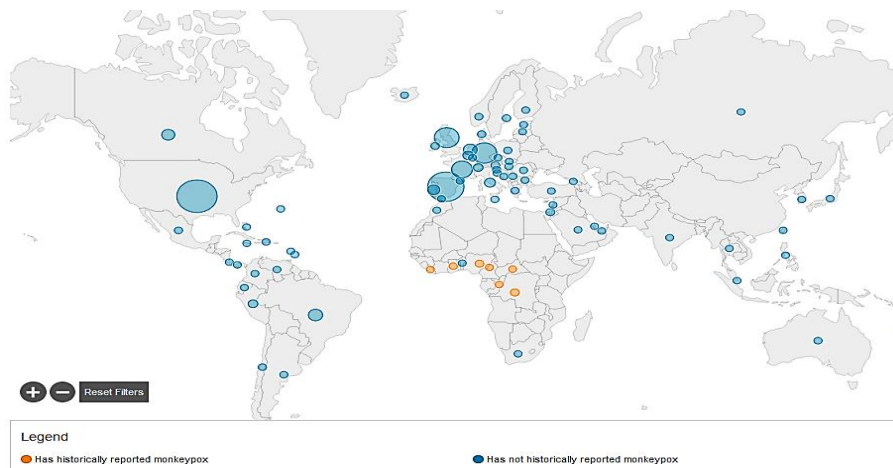 Reset Filters
Legend
Has historically reported monkeypox
Has not historically reported monkeypox